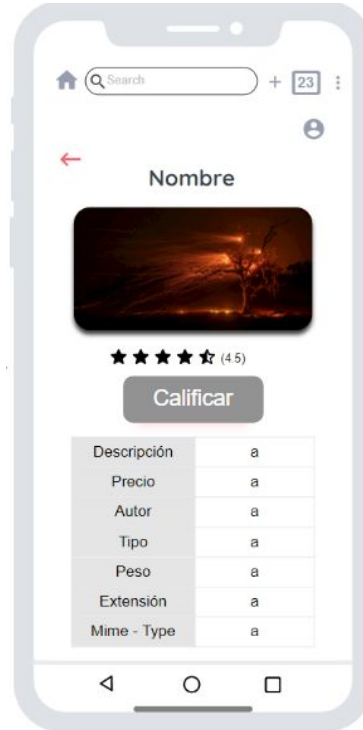 Search
23
Nombre
(4.5)
Calificar
Descripción a
Precio a
Autor a
Tipo a
Peso a
Extensión a
Mime - Type a